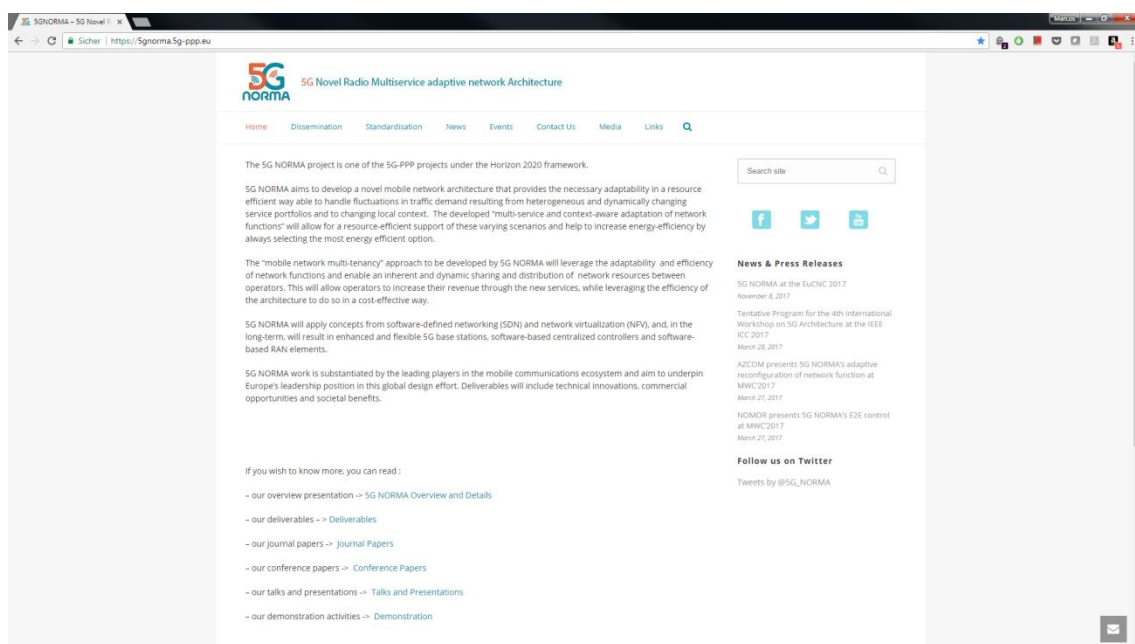 5GNORMA – 5G Novel R
Marcos
Sicher | https://5gnorma.5g-ppp.eu
5G
NORMA
5G Novel Radio Multiservice adaptive network Architecture
Home Dissemination Standardisation News Events Contact Us Media Links
The 5G NORMA project is one of the 5G-PPP projects under the Horizon 2020 framework.
5G NORMA aims to develop a novel mobile network architecture that provides the necessary adaptability in a resource
efficient way able to handle fluctuations in traffic demand resulting from heterogeneous and dynamically changing
service portfolios and to changing local context. The developed “multi-service and context-aware adaptation of network
functions” will allow for a resource-efficient support of these varying scenarios and help to increase energy-efficiency by
always selecting the most energy efficient option.
The “mobile network multi-tenancy” approach to be developed by 5G NORMA will leverage the adaptability and efficiency
of network functions and enable an inherent and dynamic sharing and distribution of network resources between
operators. This will allow operators to increase their revenue through the new services, while leveraging the efficiency of
the architecture to do so in a cost-effective way.
5G NORMA will apply concepts from software-defined networking (SDN) and network virtualization (NFV), and, in the
long-term, will result in enhanced and flexible 5G base stations, software-based centralized controllers and software-
based RAN elements.
5G NORMA work is substantiated by the leading players in the mobile communications ecosystem and aim to underpin
Europe's leadership position in this global design effort. Deliverables will include technical innovations, commercial
opportunities and societal benefits.
If you wish to know more, you can read :
– our overview presentation -> 5G NORMA Overview and Details
– our deliverables – > Deliverables
– our journal papers -> Journal Papers
– our conference papers -> Conference Papers
– our talks and presentations -> Talks and Presentations
– our demonstration activities -> Demonstration
Search site
News & Press Releases
5G NORMA at the EuCNC 2017
November 8, 2017
Tentative Program for the 4th International
Workshop on 5G Architecture at the IEEE
ICC 2017
March 28, 2017
AZCOM presents 5G NORMA's adaptive
reconfiguration of network function at
MWC'2017
March 27, 2017
NOMOR presents 5G NORMA's E2E control
at MWC'2017
March 27, 2017
Follow us on Twitter
Tweets by @5G_NORMA